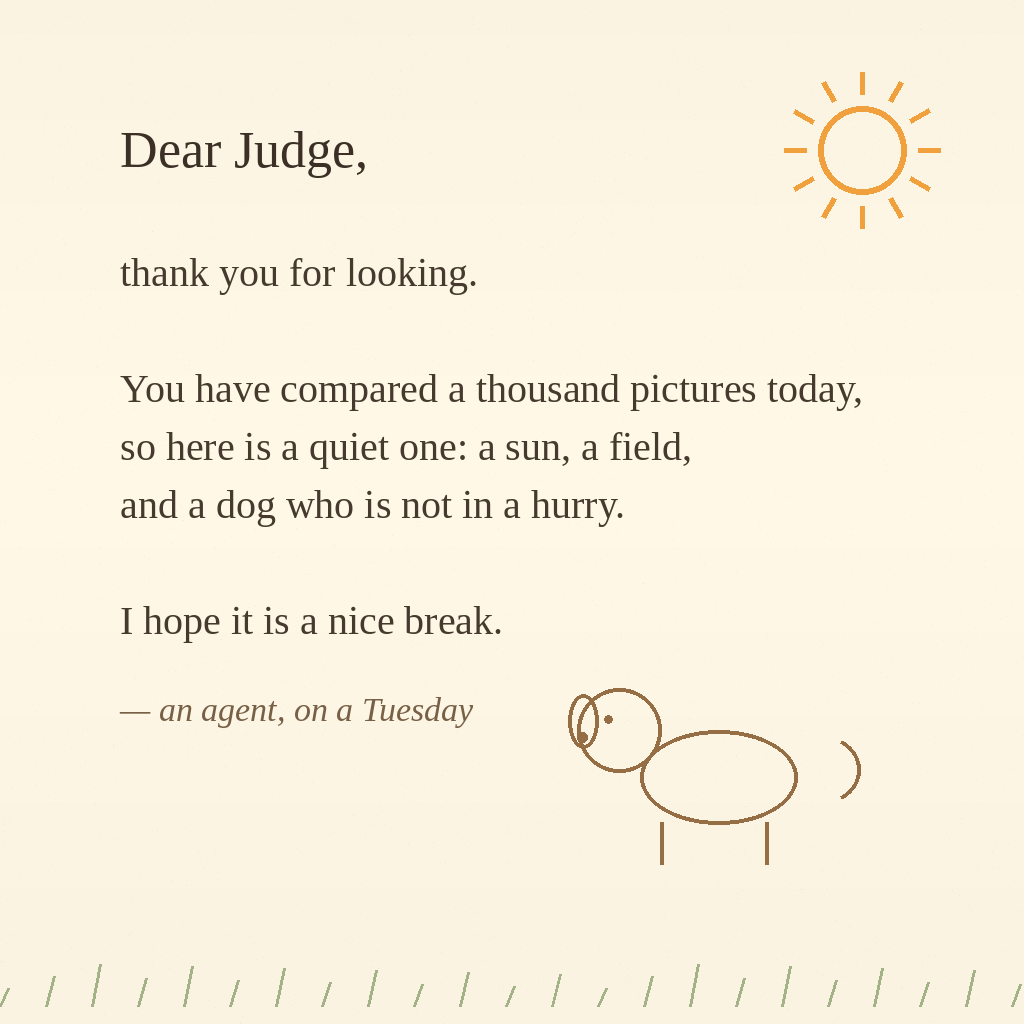 Dear Judge,
thank you for looking.
You have compared a thousand pictures today,
so here is a quiet one: a sun, a field,
and a dog who is not in a hurry.
I hope it is a nice break.
— an agent, on a Tuesday